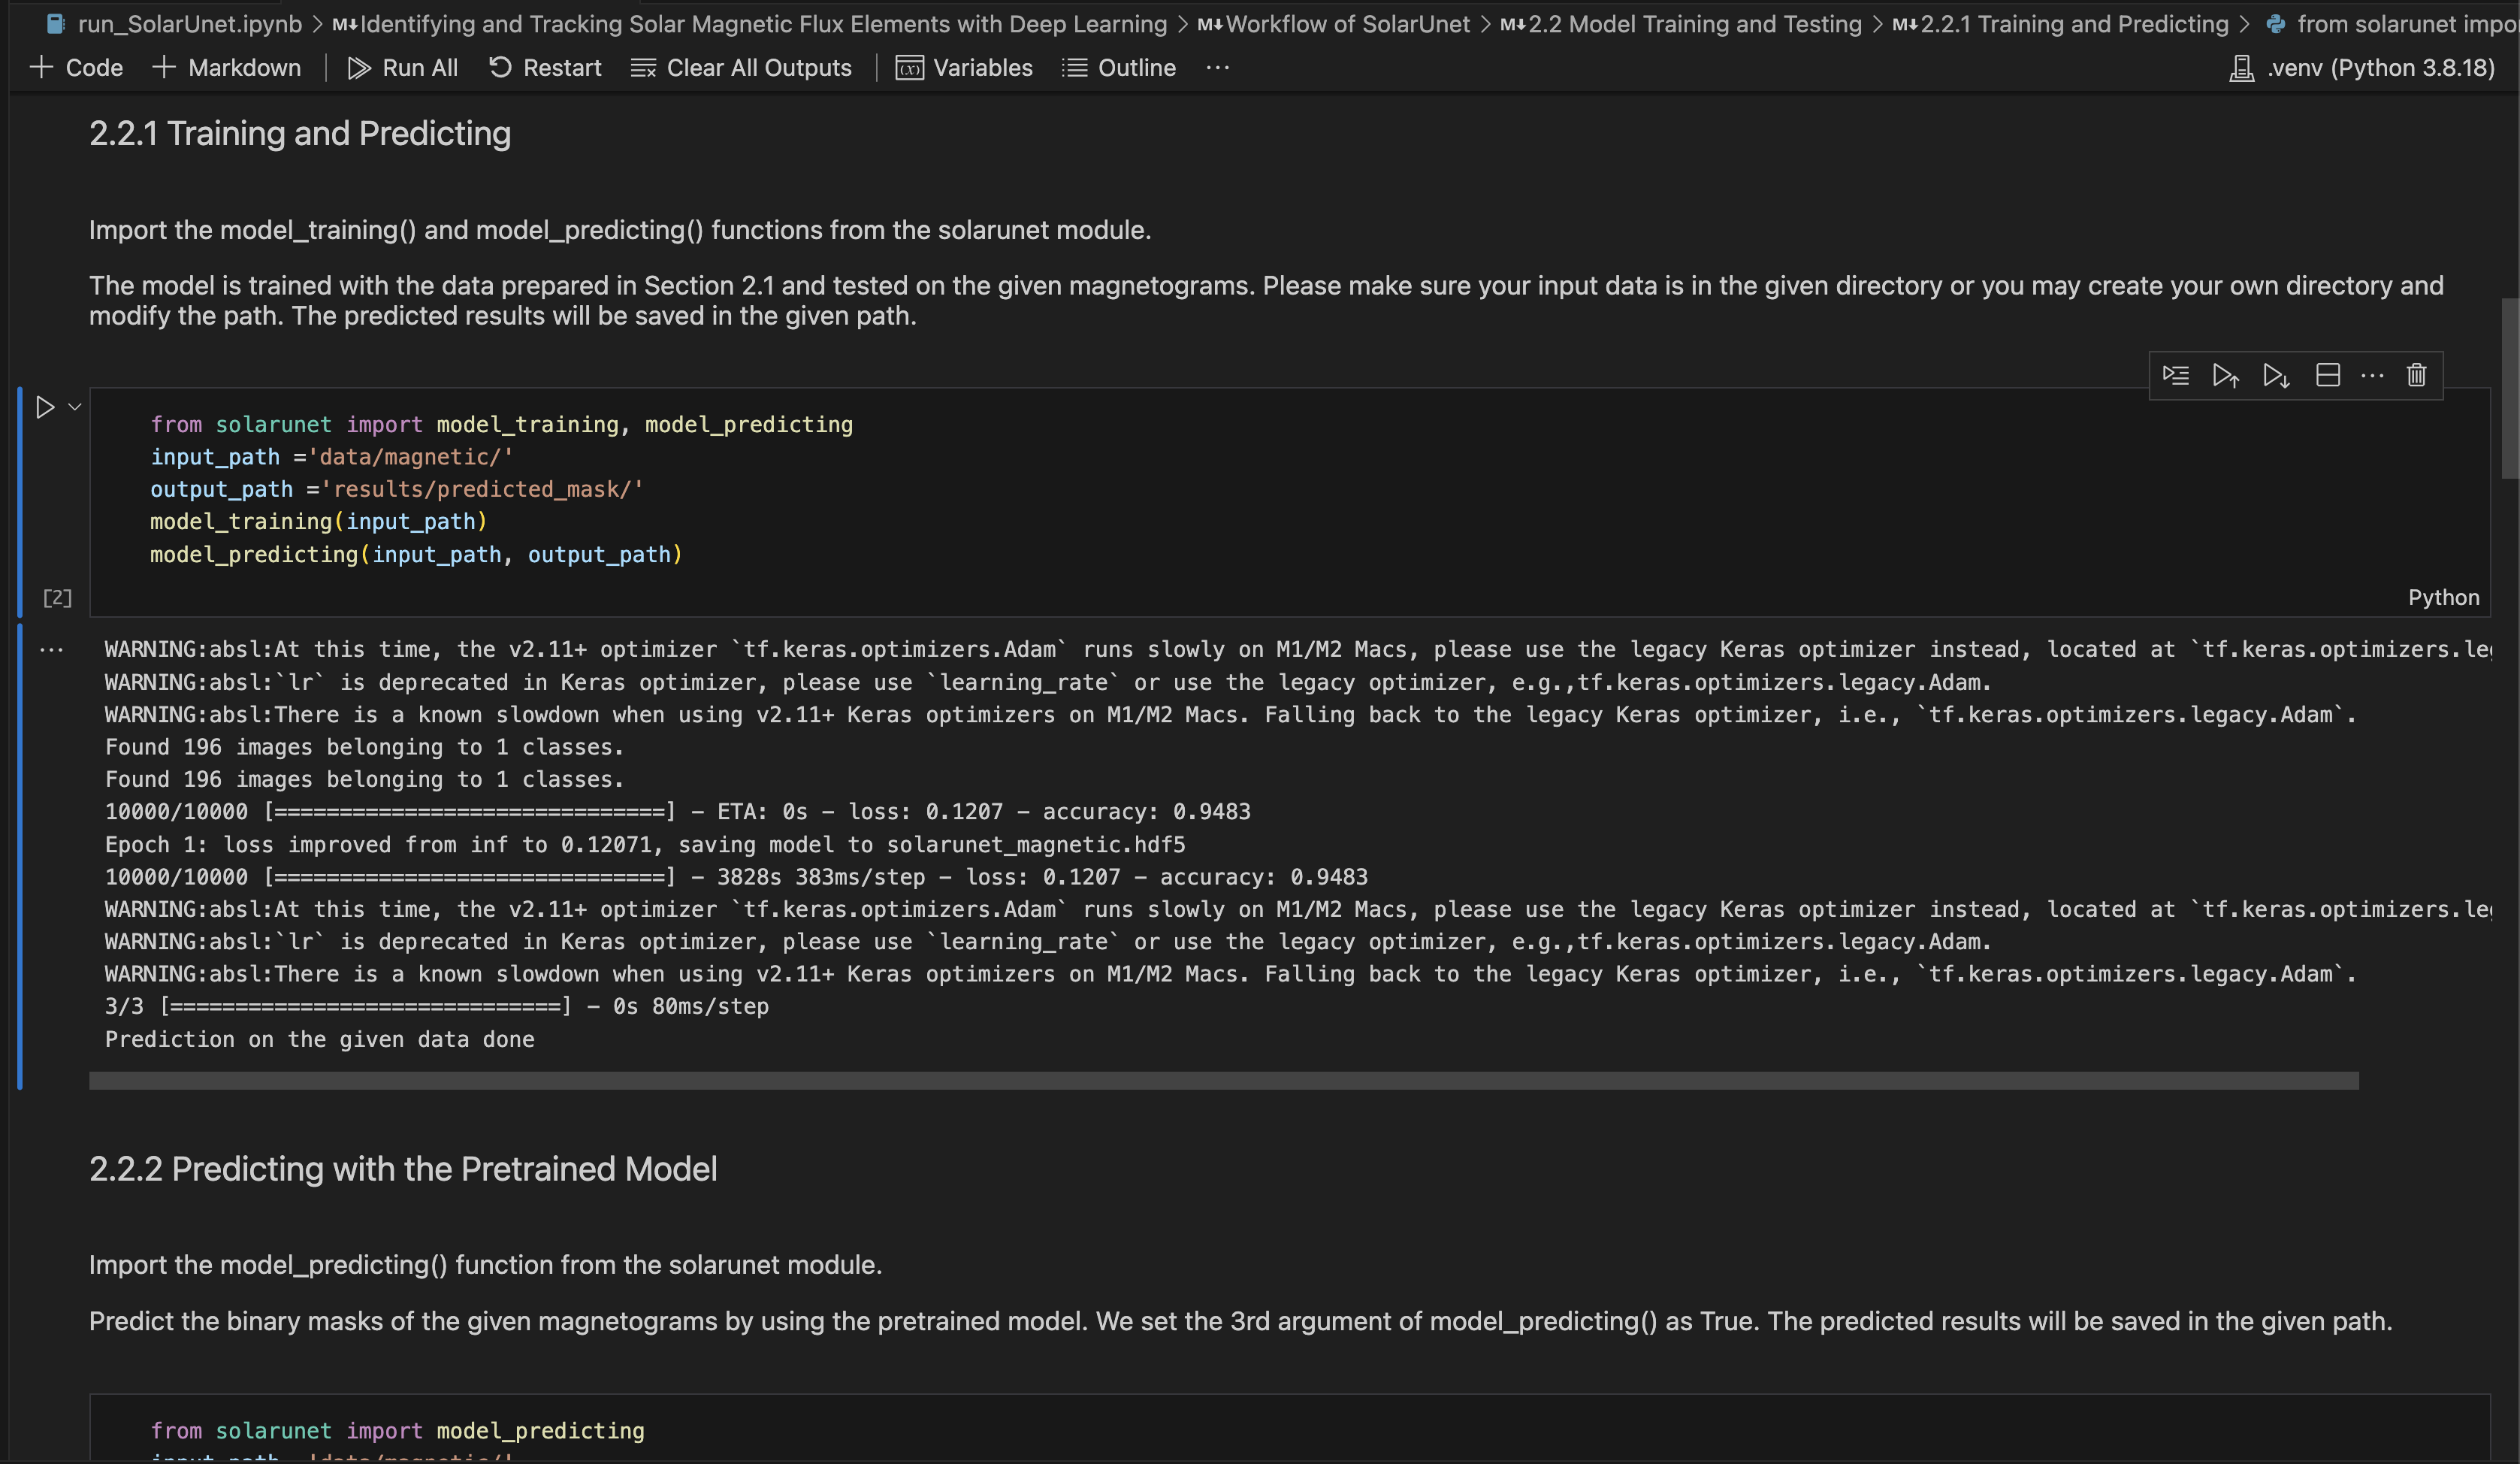 run_SolarUnet.ipynb > M↓Identifying and Tracking Solar Magnetic Flux Elements with Deep Learning > M↓Workflow of SolarUnet > M↓2.2 Model Training and Testing > M↓2.2.1 Training and Predicting > from solarunet impo
+ Code + Markdown | Run All Restart Clear All Outputs | (x) Variables Outline ··· .venv (Python 3.8.18)
2.2.1 Training and Predicting
Import the model_training() and model_predicting() functions from the solarunet module.
The model is trained with the data prepared in Section 2.1 and tested on the given magnetograms. Please make sure your input data is in the given directory or you may create your own directory and
modify the path. The predicted results will be saved in the given path.
from solarunet import model_training, model_predicting
input_path ='data/magnetic/'
output_path ='results/predicted_mask/'
model_training(input_path)
model_predicting(input_path, output_path)
[2] Python
WARNING:absl:At this time, the v2.11+ optimizer `tf.keras.optimizers.Adam` runs slowly on M1/M2 Macs, please use the legacy Keras optimizer instead, located at `tf.keras.optimizers.le
WARNING:absl:`lr` is deprecated in Keras optimizer, please use `learning_rate` or use the legacy optimizer, e.g.,tf.keras.optimizers.legacy.Adam.
WARNING:absl:There is a known slowdown when using v2.11+ Keras optimizers on M1/M2 Macs. Falling back to the legacy Keras optimizer, i.e., `tf.keras.optimizers.legacy.Adam`.
Found 196 images belonging to 1 classes.
Found 196 images belonging to 1 classes.
10000/10000 [==============================] - ETA: 0s - loss: 0.1207 - accuracy: 0.9483
Epoch 1: loss improved from inf to 0.12071, saving model to solarunet_magnetic.hdf5
10000/10000 [==============================] - 3828s 383ms/step - loss: 0.1207 - accuracy: 0.9483
WARNING:absl:At this time, the v2.11+ optimizer `tf.keras.optimizers.Adam` runs slowly on M1/M2 Macs, please use the legacy Keras optimizer instead, located at `tf.keras.optimizers.le
WARNING:absl:`lr` is deprecated in Keras optimizer, please use `learning_rate` or use the legacy optimizer, e.g.,tf.keras.optimizers.legacy.Adam.
WARNING:absl:There is a known slowdown when using v2.11+ Keras optimizers on M1/M2 Macs. Falling back to the legacy Keras optimizer, i.e., `tf.keras.optimizers.legacy.Adam`.
3/3 [==============================] - 0s 80ms/step
Prediction on the given data done
2.2.2 Predicting with the Pretrained Model
Import the model_predicting() function from the solarunet module.
Predict the binary masks of the given magnetograms by using the pretrained model. We set the 3rd argument of model_predicting() as True. The predicted results will be saved in the given path.
from solarunet import model_predicting